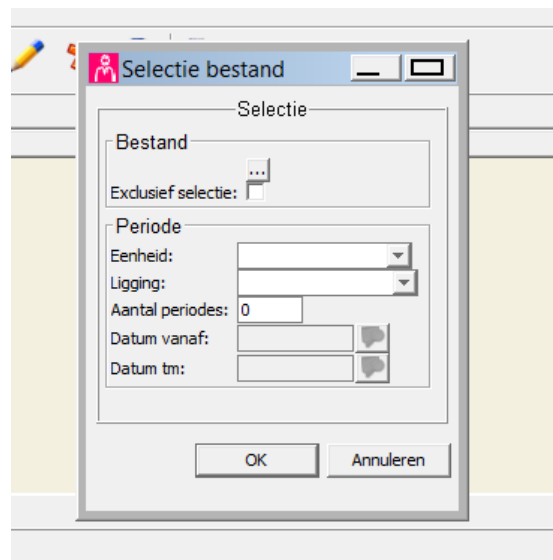 Selectie bestand
Selectie
Bestand
...
Exclusief selectie:
Periode
Eenheid:
Ligging:
Aantal periodes: 0
Datum vanaf:
Datum tm:
OK Annuleren